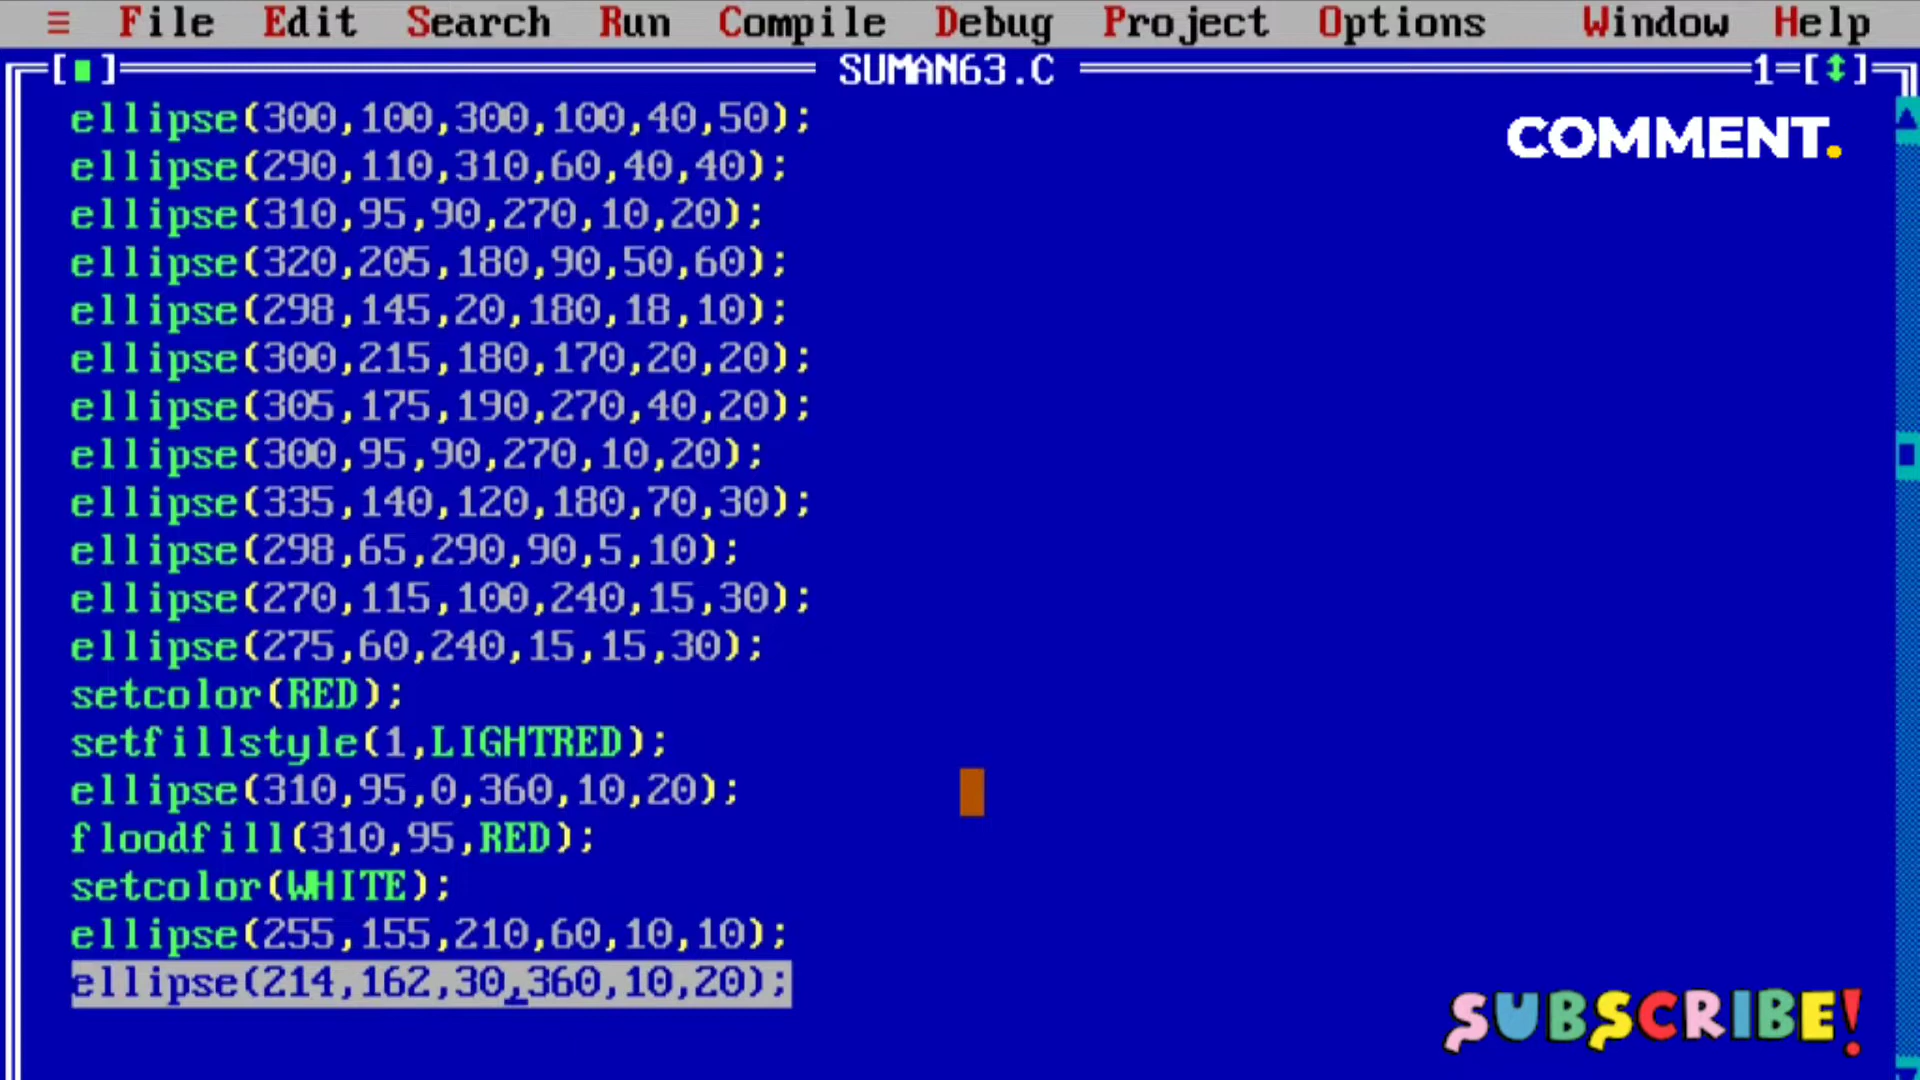 ≡ File Edit Search Run Compile Debug Project Options Window Help
[■] SUMAN63.C 1=[↕]
ellipse(300,100,300,100,40,50);
COMMENT.
ellipse(290,110,310,60,40,40);
ellipse(310,95,90,270,10,20);
ellipse(320,205,180,90,50,60);
ellipse(298,145,20,180,18,10);
ellipse(300,215,180,170,20,20);
ellipse(305,175,190,270,40,20);
ellipse(300,95,90,270,10,20);
ellipse(335,140,120,180,70,30);
ellipse(298,65,290,90,5,10);
ellipse(270,115,100,240,15,30);
ellipse(275,60,240,15,15,30);
setcolor(RED);
setfillstyle(1,LIGHTRED);
ellipse(310,95,0,360,10,20);
floodfill(310,95,RED);
setcolor(WHITE);
ellipse(255,155,210,60,10,10);
ellipse(214,162,30,360,10,20);
SUBSCRIBE!